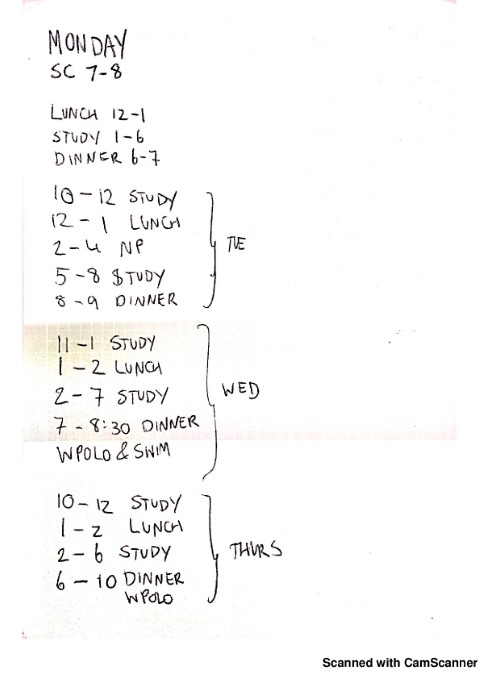 MONDAY
SC 7-8
LUNCH 12-1
STUDY 1-6
DINNER 6-7
10-12 STUDY
12-1 LUNCH
2-4 NP
5-8 STUDY
8-9 DINNER
TUE
11-1 STUDY
1-2 LUNCH
2-7 STUDY
7-8:30 DINNER
WPOLO & SWIM
WED
10-12 STUDY
1-2 LUNCH
2-6 STUDY
6-10 DINNER
WPOLO
THURS
Scanned with CamScanner